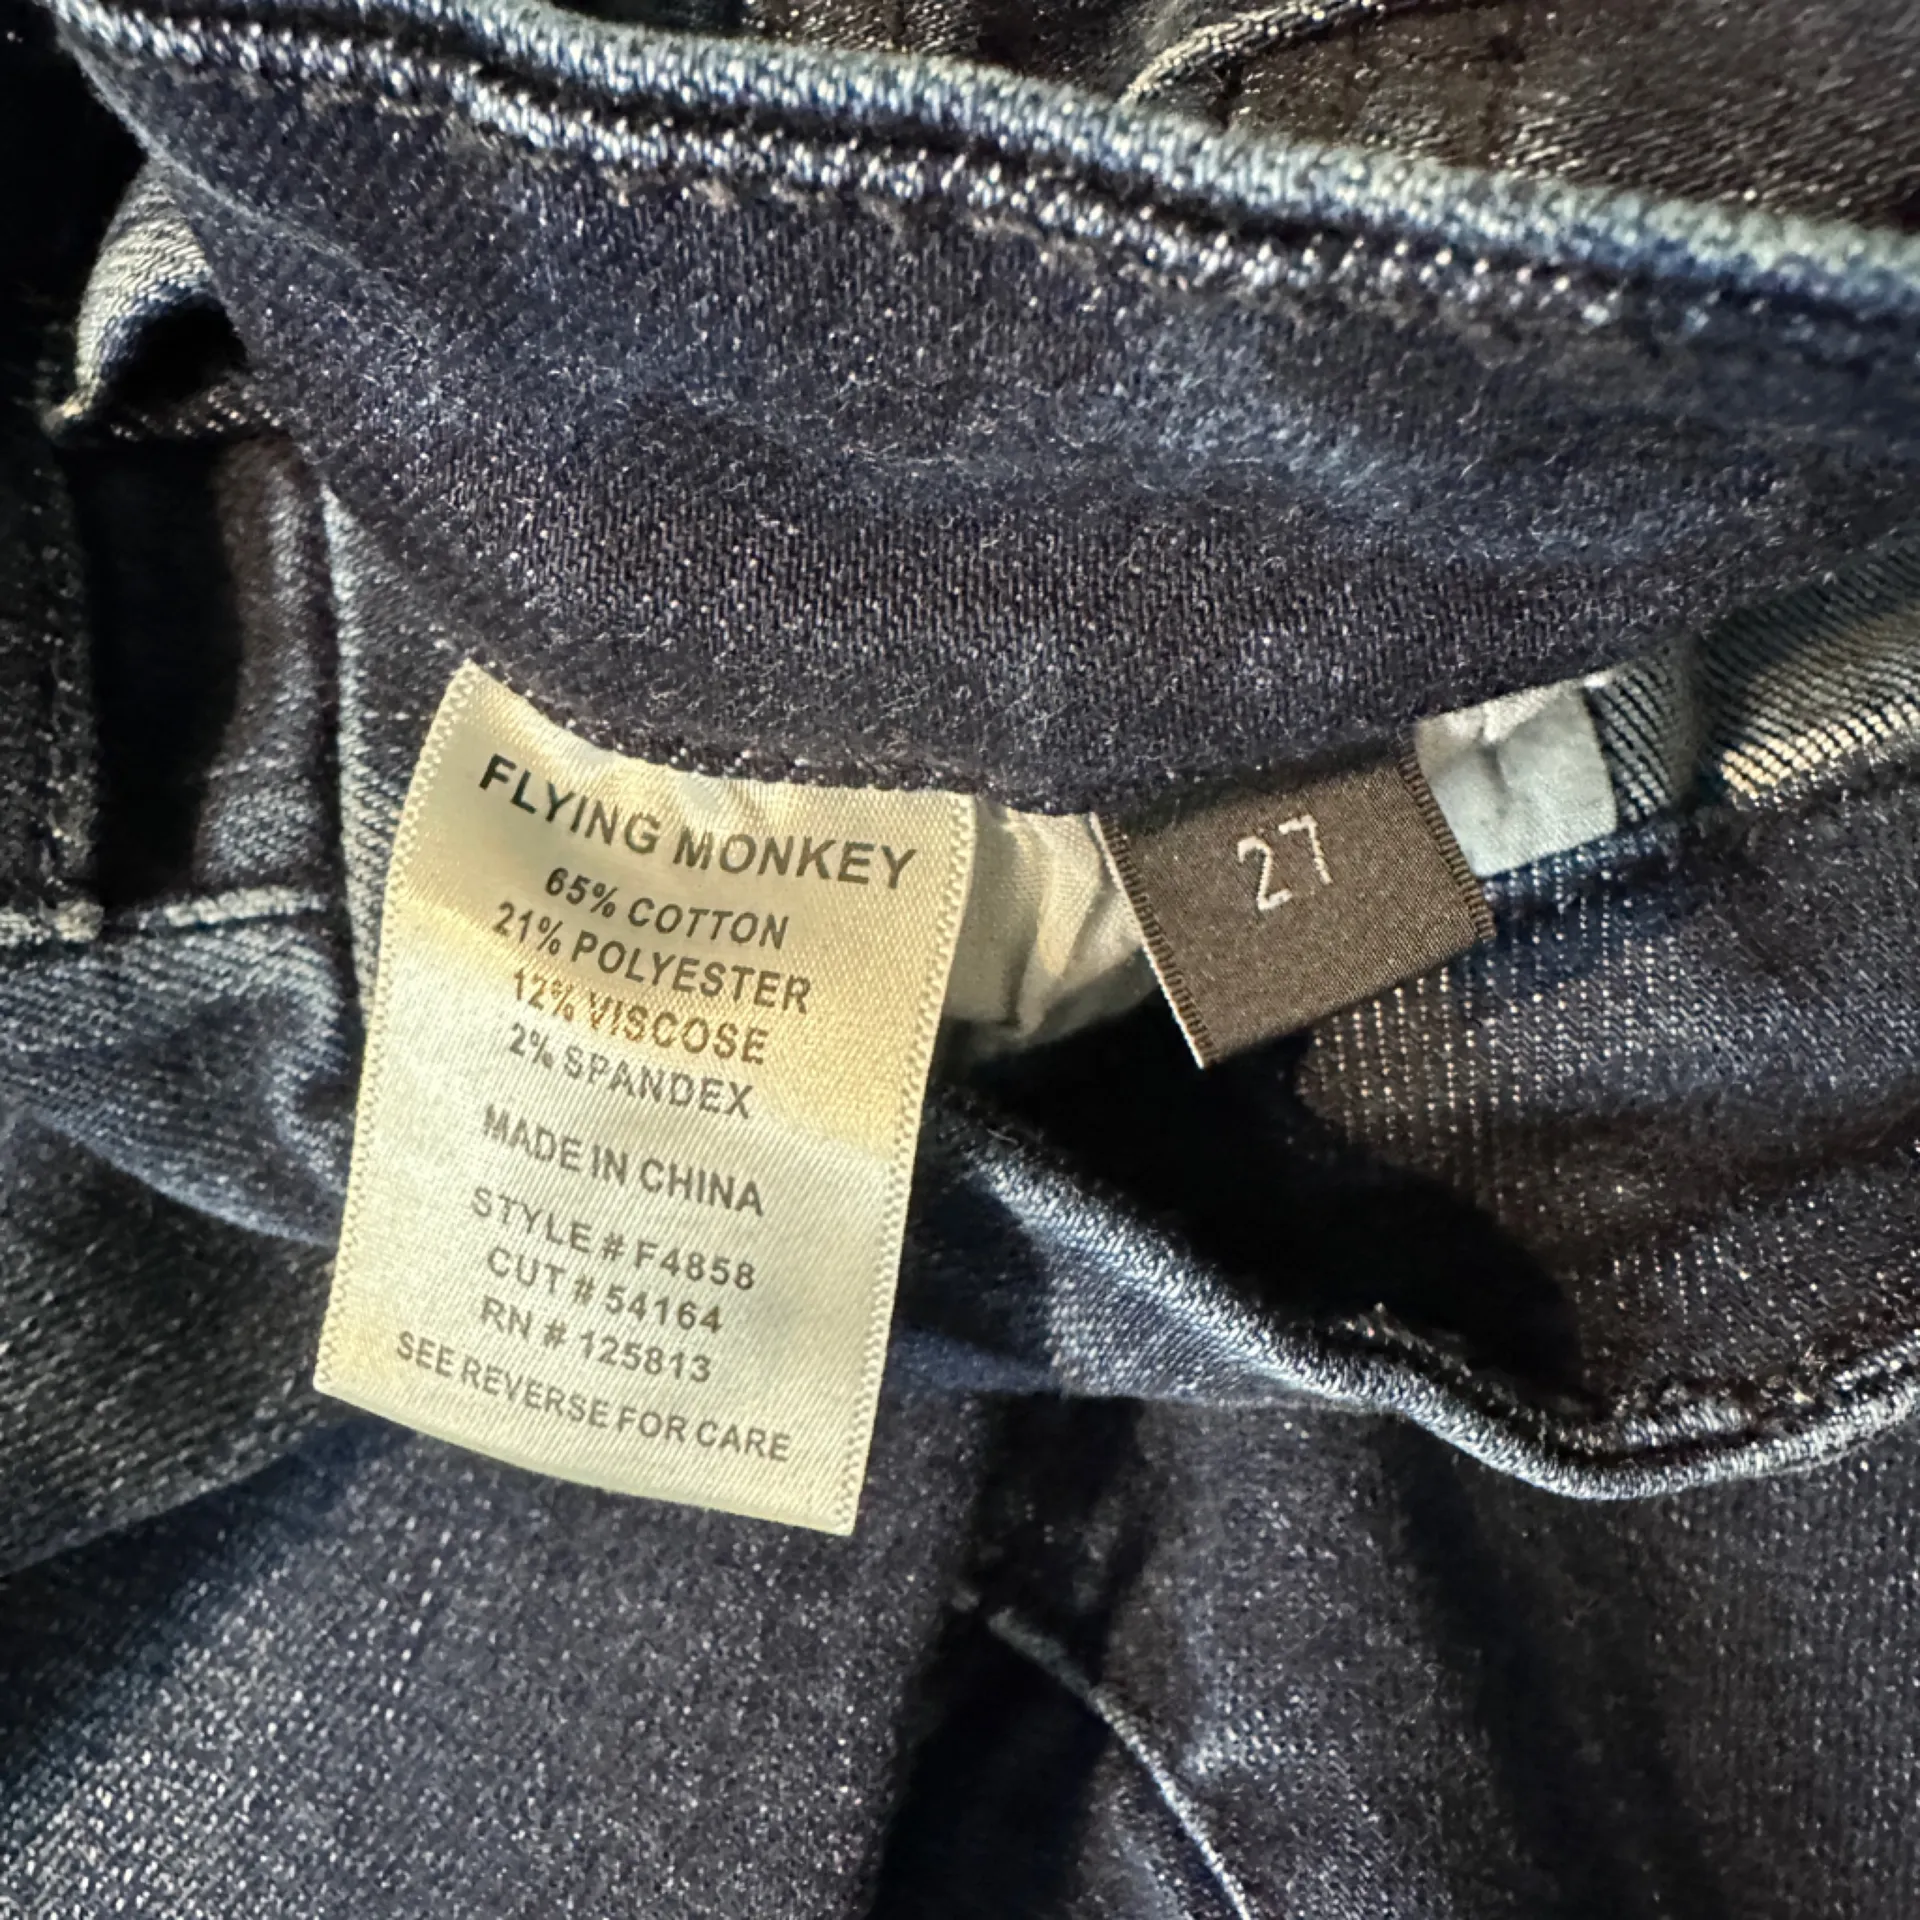 FLYING MONKEY
65% COTTON
21% POLYESTER
12% VISCOSE
2% SPANDEX
MADE IN CHINA
STYLE # F4858
CUT # 54164
RN # 125813
SEE REVERSE FOR CARE
27